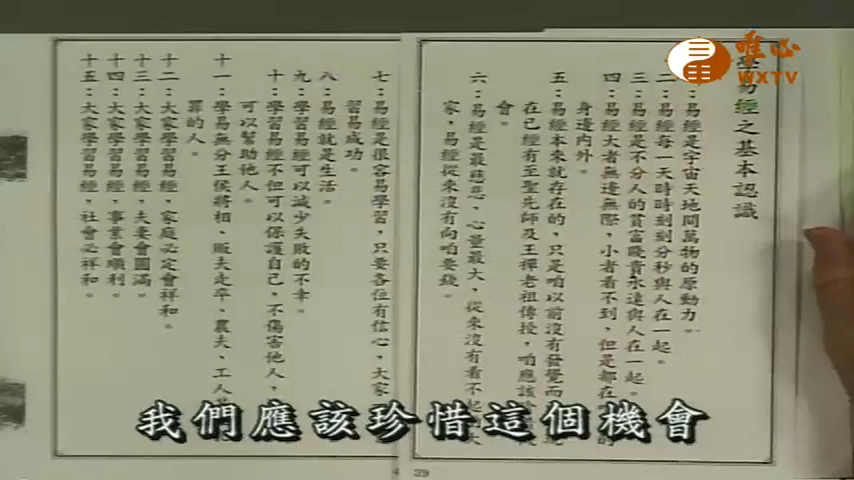 唯心
WXTV
學易經之基本認識
一：易經是宇宙天地間萬物的原動力。
二：易經每一天時時刻刻分秒與人在一起。
三：易經是不分人的貧富賤貴永遠與人在一起。
四：易經大者無邊無際，小者看不到，但是都在
身邊內外。
五：易經本來就存在的，只是咱以前沒有發覺而
在已經有至聖先師及王禪老祖傳授，咱應該
會。
六：易經是最慈悲、心量最大，從來沒有看不起
家，易經從來沒有向咱要錢。
七：易經是很容易學習，只要各位有信心，大家
習易成功。
八：易經就是生活。
九：學習易經可以減少失敗的不幸。
十：學習易經不但可以保護自己，不傷害他人，
可以幫助他人。
十一：學易無分王侯將相、販夫走卒、農夫、工人
罪的人。
十二：大家學習易經，家庭必定會祥和。
十三：大家學習易經，夫妻會圓滿。
十四：大家學習易經，事業會順利。
十五：大家學習易經，社會必祥和。
29
我們應該珍惜這個機會